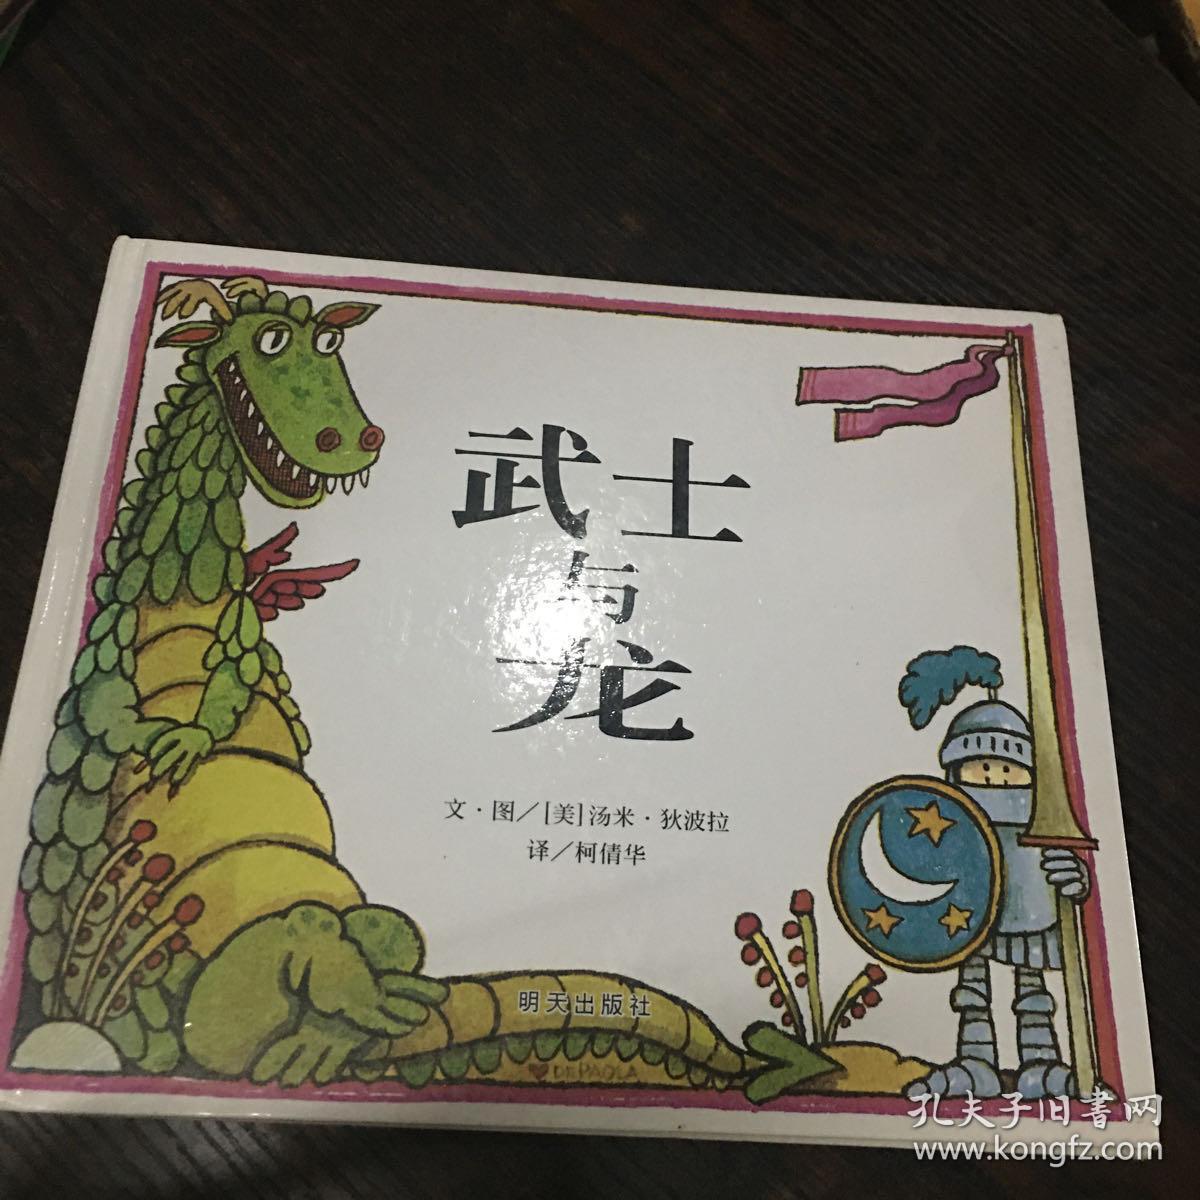 武士
与
龙
文·图／[美]汤米·狄波拉
译／柯倩华
明天出版社
DEPAOLA
孔夫子旧書网
www.kongfz.com